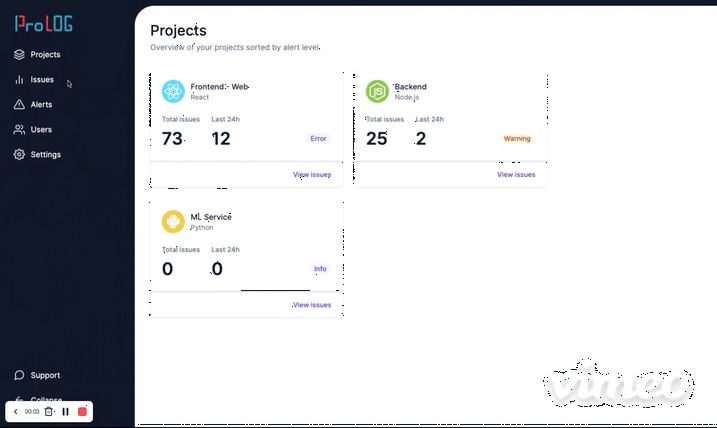 ProLOG
Projects
Issues
Alerts
Users
Settings
Support
Collapse
00:03
Projects
Overview of your projects sorted by alert level.
Frontend - Web
React
Total issues Last 24h
73 12
Error
View issues
Backend
Node.js
Total issues Last 24h
25 2
Warning
View issues
ML Service
Python
Total issues Last 24h
0 0
Info
View issues
vimeo